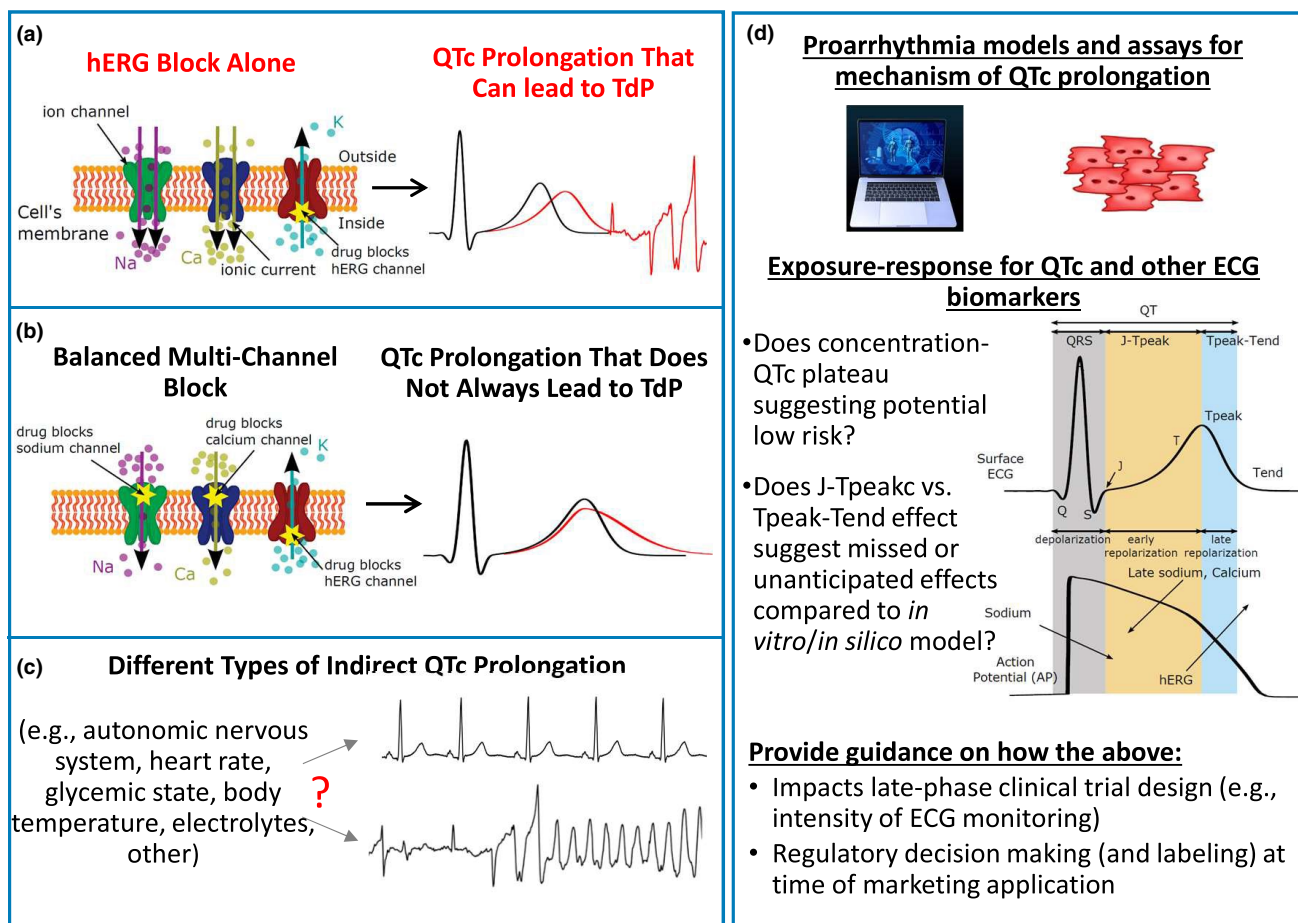 (a)
hERG Block Alone
QTc Prolongation That
Can lead to TdP
ion channel
K
Outside
Cell's
membrane
Inside
Na
Ca
ionic current
drug blocks
hERG channel
(b)
Balanced Multi-Channel
Block
QTc Prolongation That Does
Not Always Lead to TdP
drug blocks
sodium channel
drug blocks
calcium channel
K
Na
Ca
drug blocks
hERG channel
(c)
Different Types of Indirect QTc Prolongation
(e.g., autonomic nervous
system, heart rate,
glycemic state, body
temperature, electrolytes,
other)
?
(d)
Proarrhythmia models and assays for
mechanism of QTc prolongation
Exposure-response for QTc and other ECG
biomarkers
•Does concentration-
QTc plateau
suggesting potential
low risk?
•Does J-Tpeakc vs.
Tpeak-Tend effect
suggest missed or
unanticipated effects
compared to in
vitro/in silico model?
QT
QRS
J-Tpeak
Tpeak-Tend
Tpeak
T
Surface
ECG
J
Tend
Q
S
depolarization
early
repolarization
late
repolarization
Late sodium, Calcium
Sodium
Action
Potential (AP)
hERG
Provide guidance on how the above:
• Impacts late-phase clinical trial design (e.g.,
intensity of ECG monitoring)
• Regulatory decision making (and labeling) at
time of marketing application